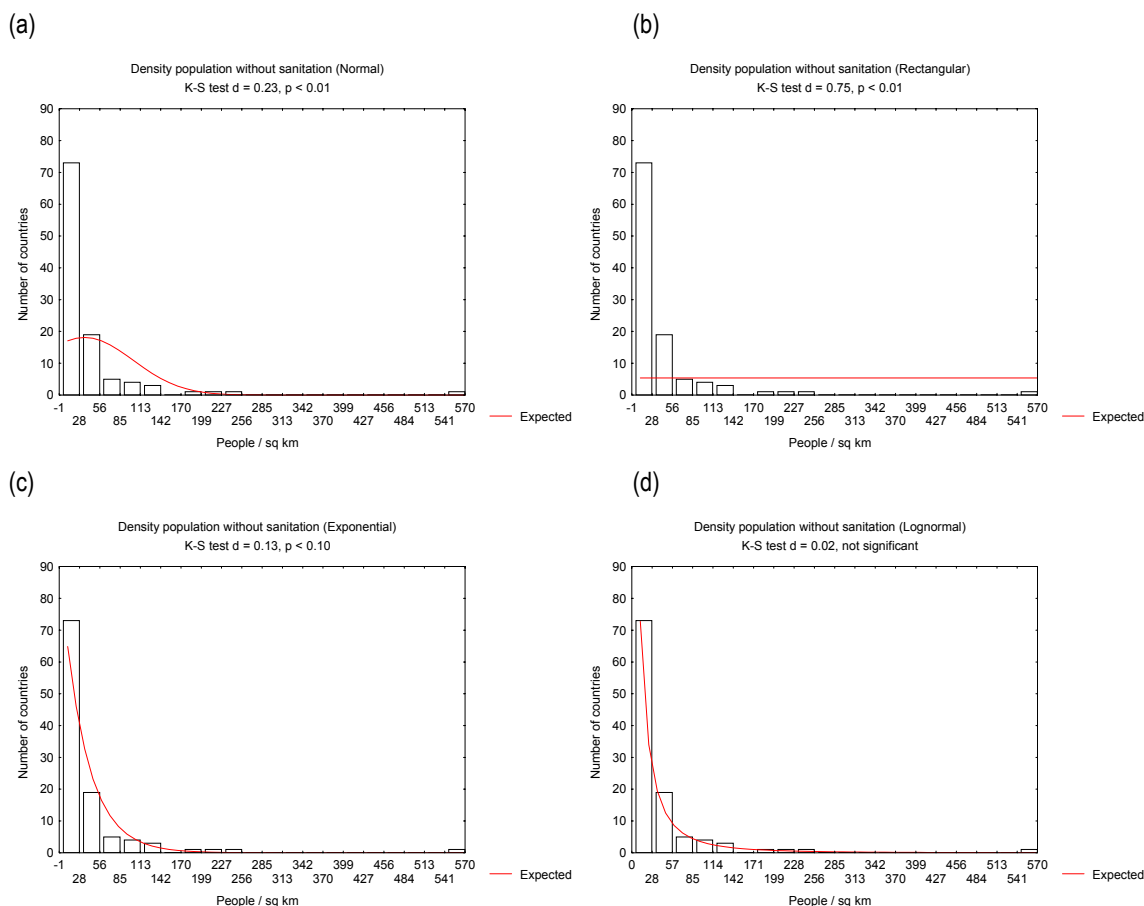 (a)
Density population without sanitation (Normal)
K-S test d = 0.23, p < 0.01
Number of countries
90
80
70
60
50
40
30
20
10
0
-1 56 113 170 227 285 342 399 456 513 570
28 85 142 199 256 313 370 427 484 541
People / sq km
Expected
(b)
Density population without sanitation (Rectangular)
K-S test d = 0.75, p < 0.01
Number of countries
90
80
70
60
50
40
30
20
10
0
-1 56 113 170 227 285 342 399 456 513 570
28 85 142 199 256 313 370 427 484 541
People / sq km
Expected
(c)
Density population without sanitation (Exponential)
K-S test d = 0.13, p < 0.10
Number of countries
90
80
70
60
50
40
30
20
10
0
-1 56 113 170 227 285 342 399 456 513 570
28 85 142 199 256 313 370 427 484 541
People / sq km
Expected
(d)
Density population without sanitation (Lognormal)
K-S test d = 0.02, not significant
Number of countries
90
80
70
60
50
40
30
20
10
0
0 57 114 171 228 285 342 399 456 513 570
28 85 142 199 256 313 370 427 484 541
People / sq km
Expected